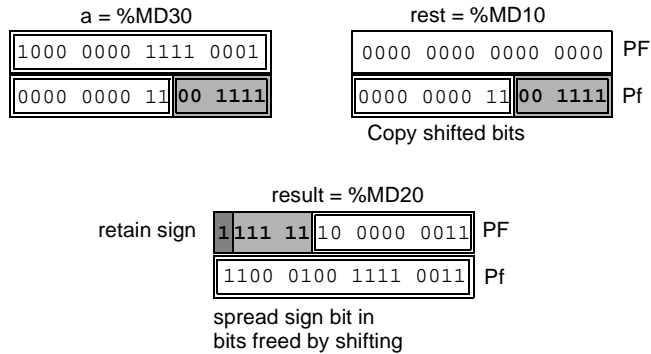 a = %MD30
rest = %MD10
1000 0000 1111 0001
0000 0000 0000 0000 PF
0000 0000 1100 1111
0000 0000 1100 1111 Pf
Copy shifted bits
result = %MD20
retain sign 1111 1110 0000 0011 PF
1100 0100 1111 0011 Pf
spread sign bit in
bits freed by shifting